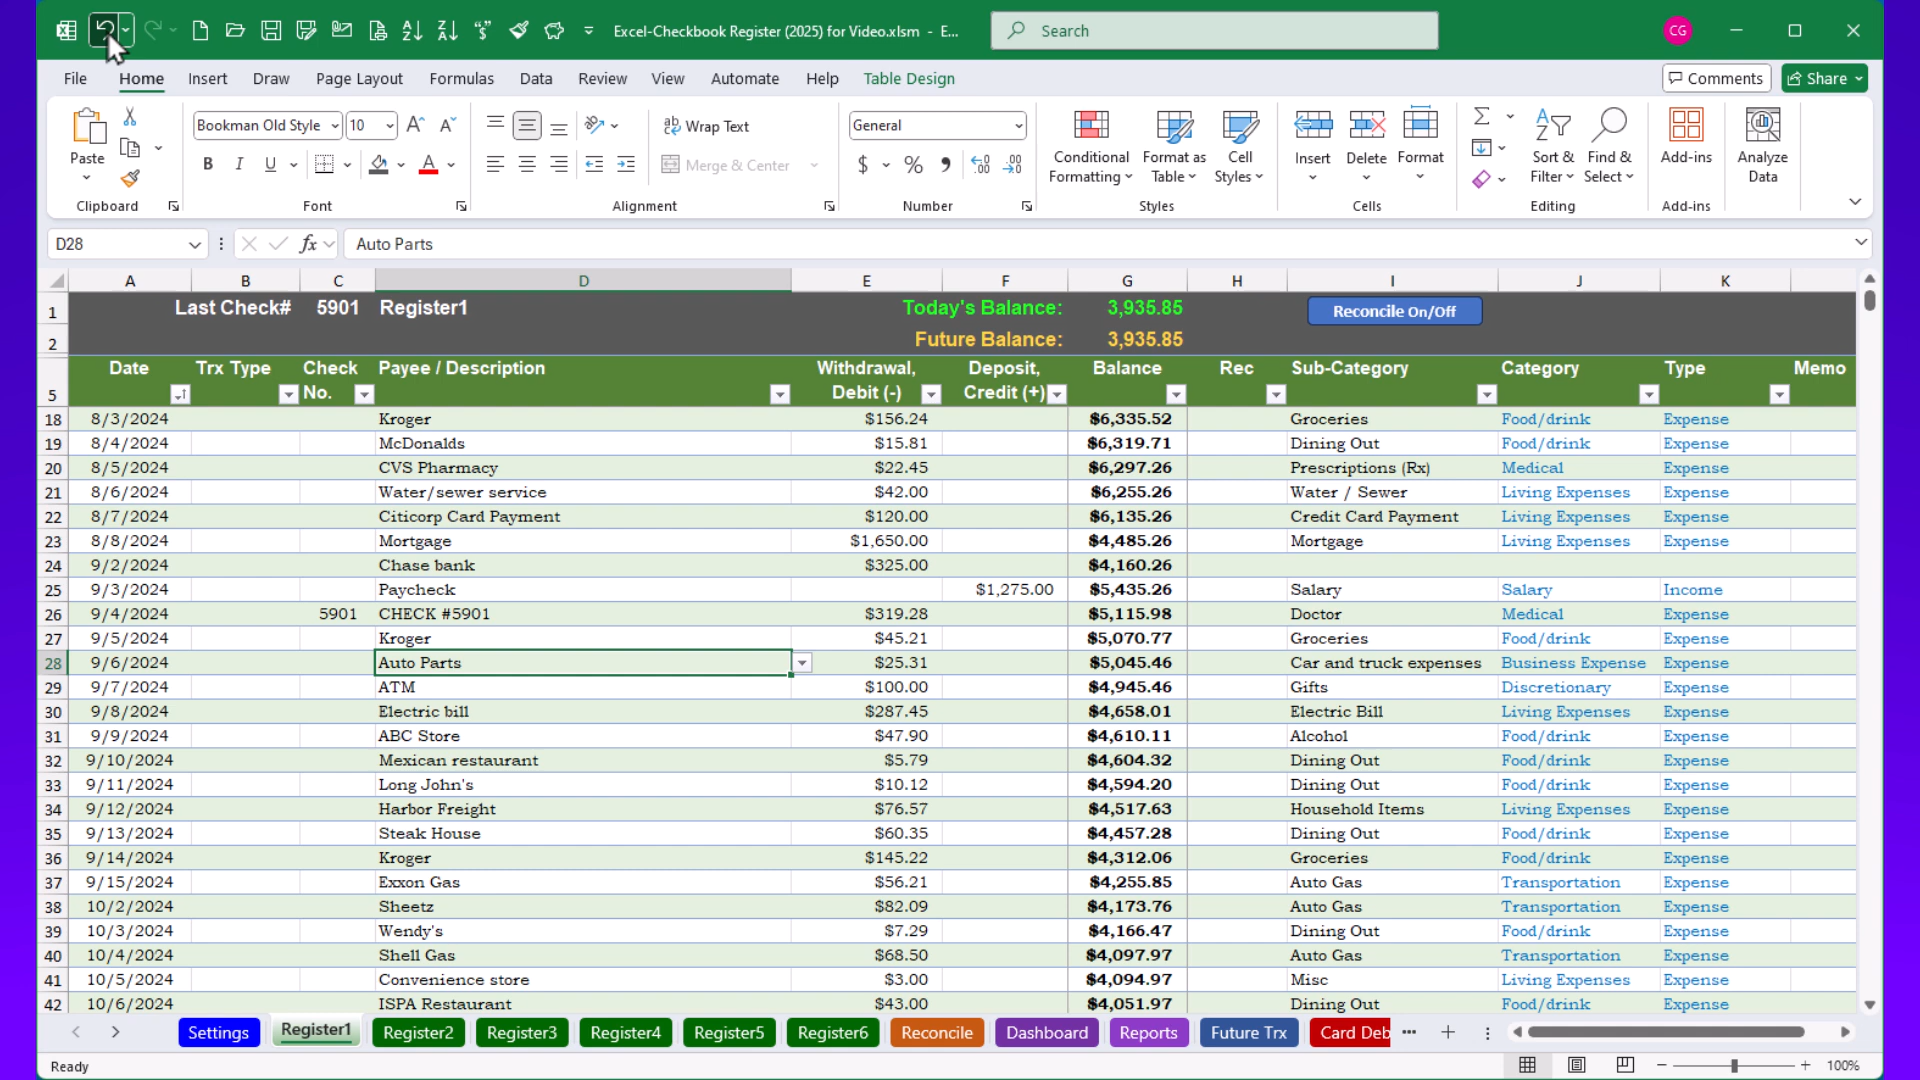 Excel-Checkbook Register (2025) for Video.xlsm - E...
Search
CG
File Home Insert Draw Page Layout Formulas Data Review View Automate Help Table Design
Comments Share
Paste
Clipboard
Bookman Old Style 10
B I U A
Font
Wrap Text
Merge & Center
Alignment
General
$ %
Number
Conditional Formatting
Format as Table
Cell Styles
Styles
Insert Delete Format
Cells
Sort & Filter
Find & Select
Editing
Add-ins
Add-ins
Analyze Data
D28 fx Auto Parts
A B C D E F G H I J K
1 Last Check# 5901 Register1 Today's Balance: 3,935.85 Reconcile On/Off
2 Future Balance: 3,935.85
5 Date Trx Type Check No. Payee / Description Withdrawal, Debit (-) Deposit, Credit (+) Balance Rec Sub-Category Category Type Memo
18 8/3/2024 Kroger $156.24 $6,335.52 Groceries Food/drink Expense
19 8/4/2024 McDonalds $15.81 $6,319.71 Dining Out Food/drink Expense
20 8/5/2024 CVS Pharmacy $22.45 $6,297.26 Prescriptions (Rx) Medical Expense
21 8/6/2024 Water/sewer service $42.00 $6,255.26 Water / Sewer Living Expenses Expense
22 8/7/2024 Citicorp Card Payment $120.00 $6,135.26 Credit Card Payment Living Expenses Expense
23 8/8/2024 Mortgage $1,650.00 $4,485.26 Mortgage Living Expenses Expense
24 9/2/2024 Chase bank $325.00 $4,160.26
25 9/3/2024 Paycheck $1,275.00 $5,435.26 Salary Salary Income
26 9/4/2024 5901 CHECK #5901 $319.28 $5,115.98 Doctor Medical Expense
27 9/5/2024 Kroger $45.21 $5,070.77 Groceries Food/drink Expense
28 9/6/2024 Auto Parts $25.31 $5,045.46 Car and truck expenses Business Expense Expense
29 9/7/2024 ATM $100.00 $4,945.46 Gifts Discretionary Expense
30 9/8/2024 Electric bill $287.45 $4,658.01 Electric Bill Living Expenses Expense
31 9/9/2024 ABC Store $47.90 $4,610.11 Alcohol Food/drink Expense
32 9/10/2024 Mexican restaurant $5.79 $4,604.32 Dining Out Food/drink Expense
33 9/11/2024 Long John's $10.12 $4,594.20 Dining Out Food/drink Expense
34 9/12/2024 Harbor Freight $76.57 $4,517.63 Household Items Living Expenses Expense
35 9/13/2024 Steak House $60.35 $4,457.28 Dining Out Food/drink Expense
36 9/14/2024 Kroger $145.22 $4,312.06 Groceries Food/drink Expense
37 9/15/2024 Exxon Gas $56.21 $4,255.85 Auto Gas Transportation Expense
38 10/2/2024 Sheetz $82.09 $4,173.76 Auto Gas Transportation Expense
39 10/3/2024 Wendy's $7.29 $4,166.47 Dining Out Food/drink Expense
40 10/4/2024 Shell Gas $68.50 $4,097.97 Auto Gas Transportation Expense
41 10/5/2024 Convenience store $3.00 $4,094.97 Misc Living Expenses Expense
42 10/6/2024 ISPA Restaurant $43.00 $4,051.97 Dining Out Food/drink Expense
Settings Register1 Register2 Register3 Register4 Register5 Register6 Reconcile Dashboard Reports Future Trx Card Deb
Ready 100%